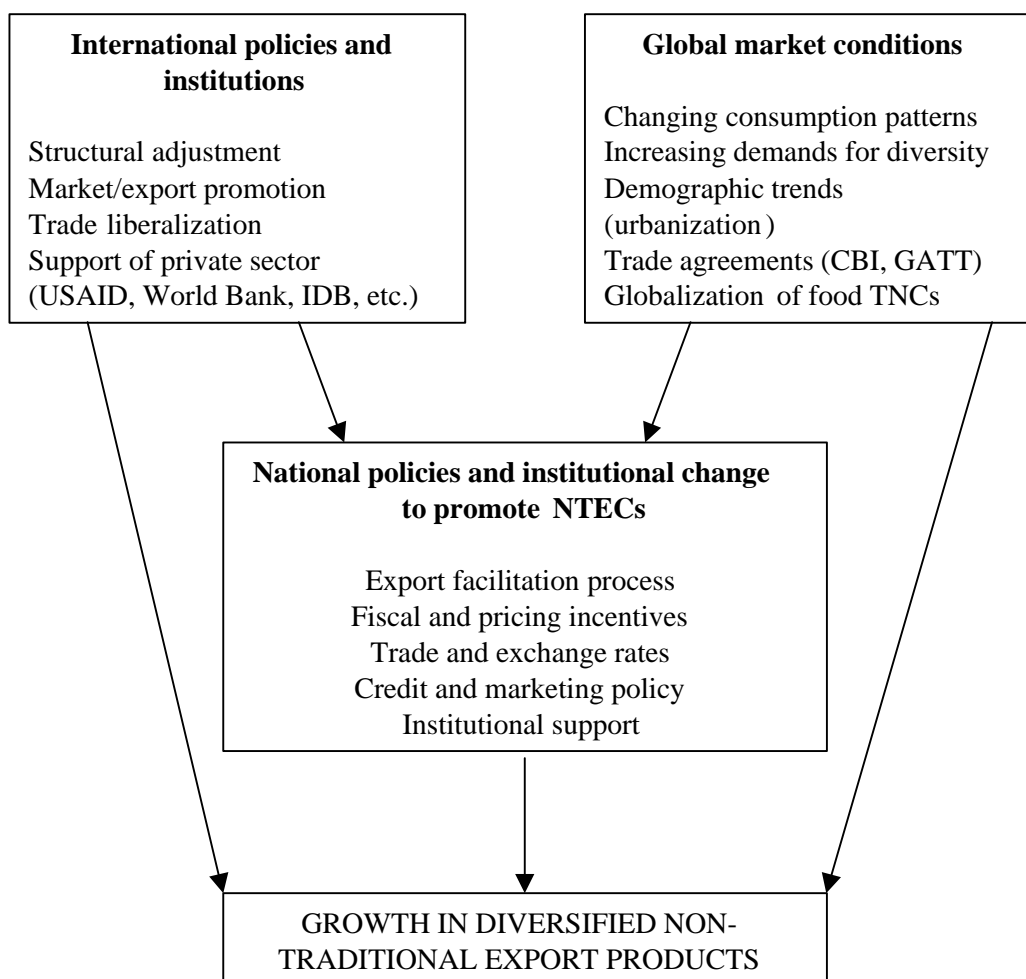 International policies and
institutions
Structural adjustment
Market/export promotion
Trade liberalization
Support of private sector
(USAID, World Bank, IDB, etc.)
Global market conditions
Changing consumption patterns
Increasing demands for diversity
Demographic trends
(urbanization)
Trade agreements (CBI, GATT)
Globalization of food TNCs
National policies and institutional change
to promote NTECs
Export facilitation process
Fiscal and pricing incentives
Trade and exchange rates
Credit and marketing policy
Institutional support
GROWTH IN DIVERSIFIED NON-
TRADITIONAL EXPORT PRODUCTS